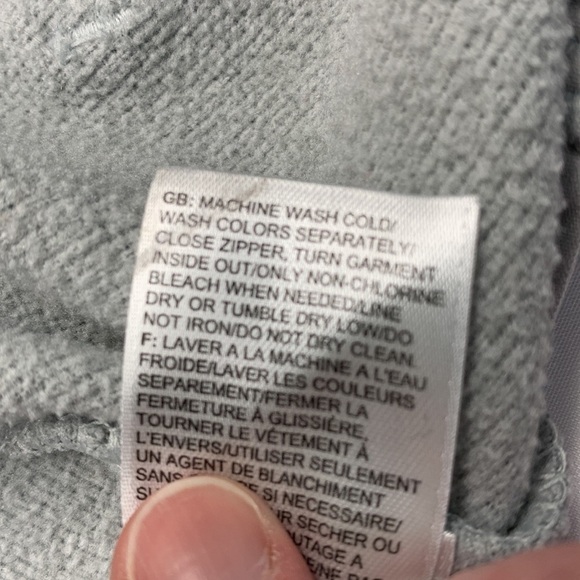 GB: MACHINE WASH COLD/
WASH COLORS SEPARATELY/
CLOSE ZIPPER, TURN GARMENT
INSIDE OUT/ONLY NON-CHLORINE
BLEACH WHEN NEEDED/LINE
DRY OR TUMBLE DRY LOW/DO
NOT IRON/DO NOT DRY CLEAN.
F: LAVER A LA MACHINE A L'EAU
FROIDE/LAVER LES COULEURS
SEPAREMENT/FERMER LA
FERMETURE À GLISSIÈRE,
TOURNER LE VÊTEMENT À
L'ENVERS/UTILISER SEULEMENT
UN AGENT DE BLANCHIMENT
SANS SI NECESSAIRE/
SECHER OU
A